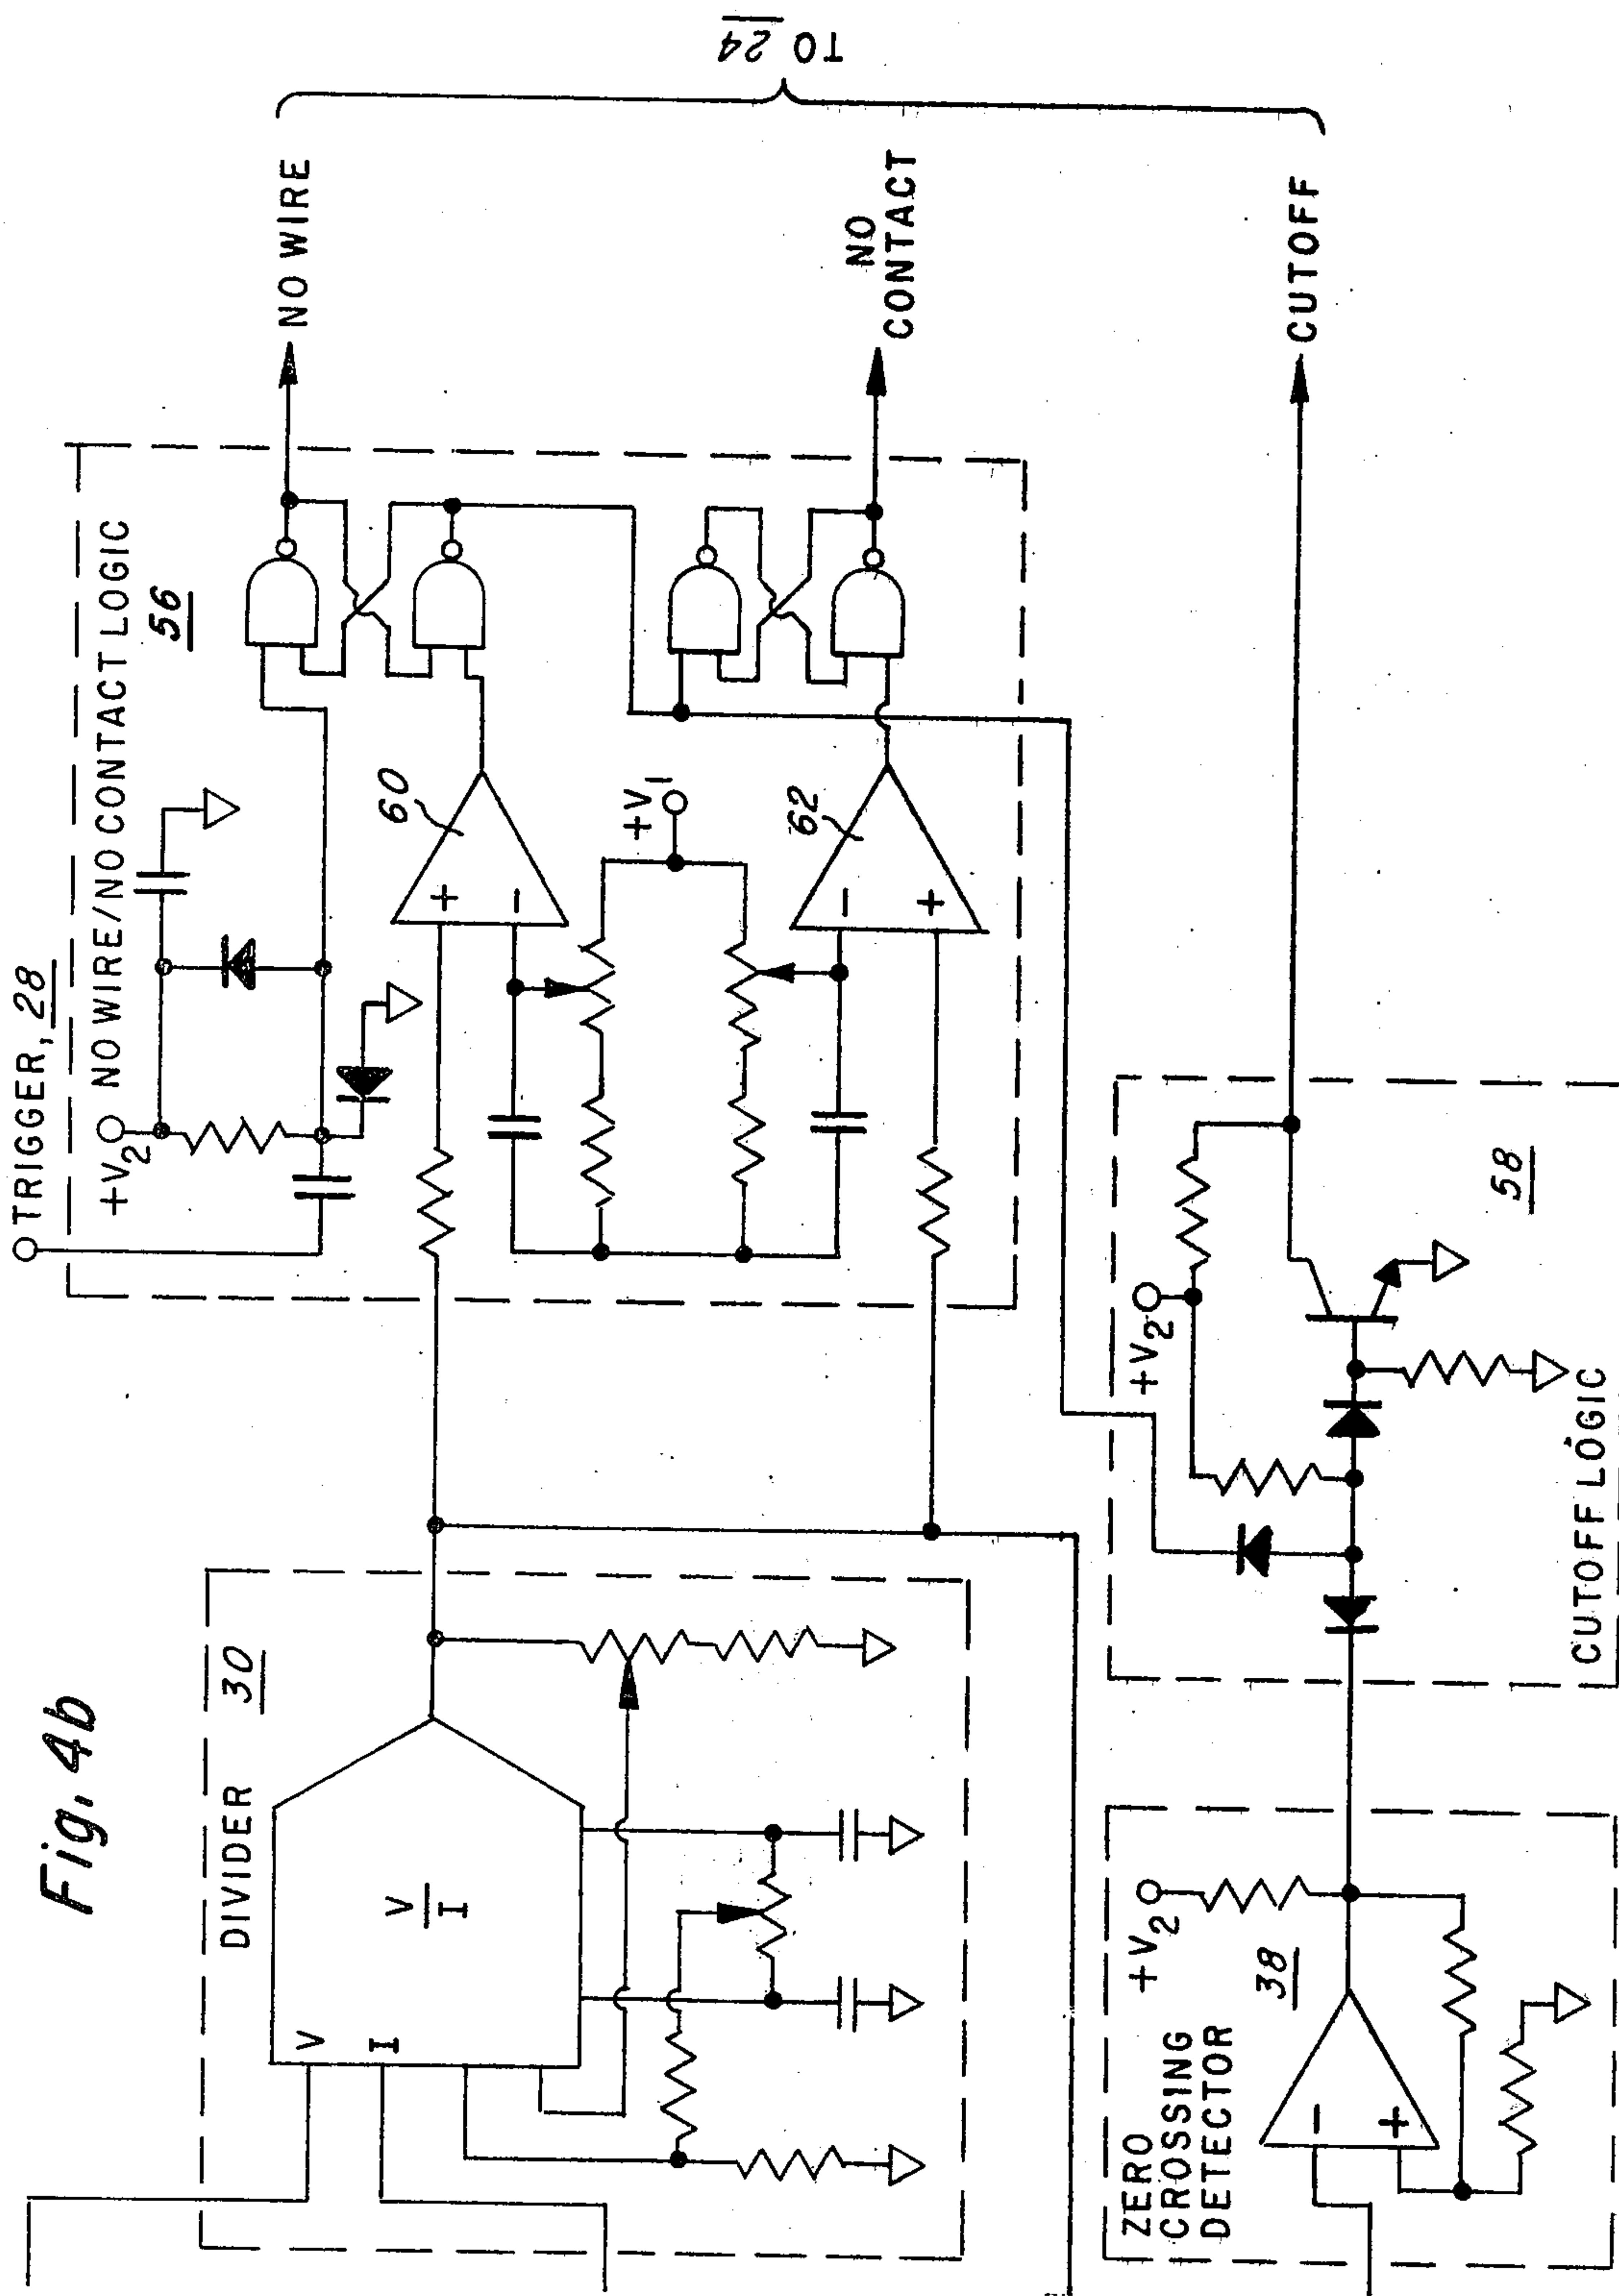 Fig. 4b
TRIGGER, 28
+V2
NO WIRE/NO CONTACT LOGIC
56
NO WIRE
DIVIDER
30
V
I
V
I
60
+
-
+V1
62
-
+
NO
CONTACT
TO 24
ZERO
CROSSING
DETECTOR
+V2
38
-
+
+V2
58
CUTOFF LOGIC
CUTOFF